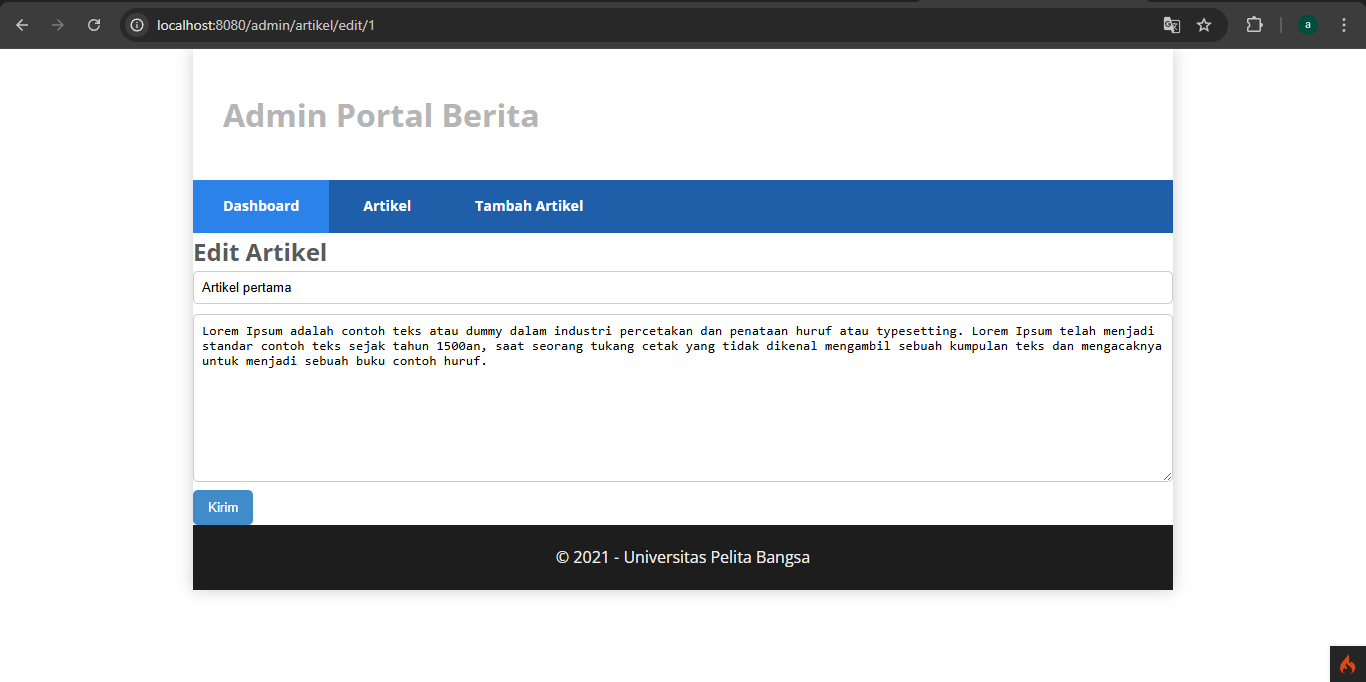 localhost:8080/admin/artikel/edit/1
a
Admin Portal Berita
Dashboard Artikel Tambah Artikel
Edit Artikel
Artikel pertama
Lorem Ipsum adalah contoh teks atau dummy dalam industri percetakan dan penataan huruf atau typesetting. Lorem Ipsum telah menjadi
standar contoh teks sejak tahun 1500an, saat seorang tukang cetak yang tidak dikenal mengambil sebuah kumpulan teks dan mengacaknya
untuk menjadi sebuah buku contoh huruf.
Kirim
© 2021 - Universitas Pelita Bangsa